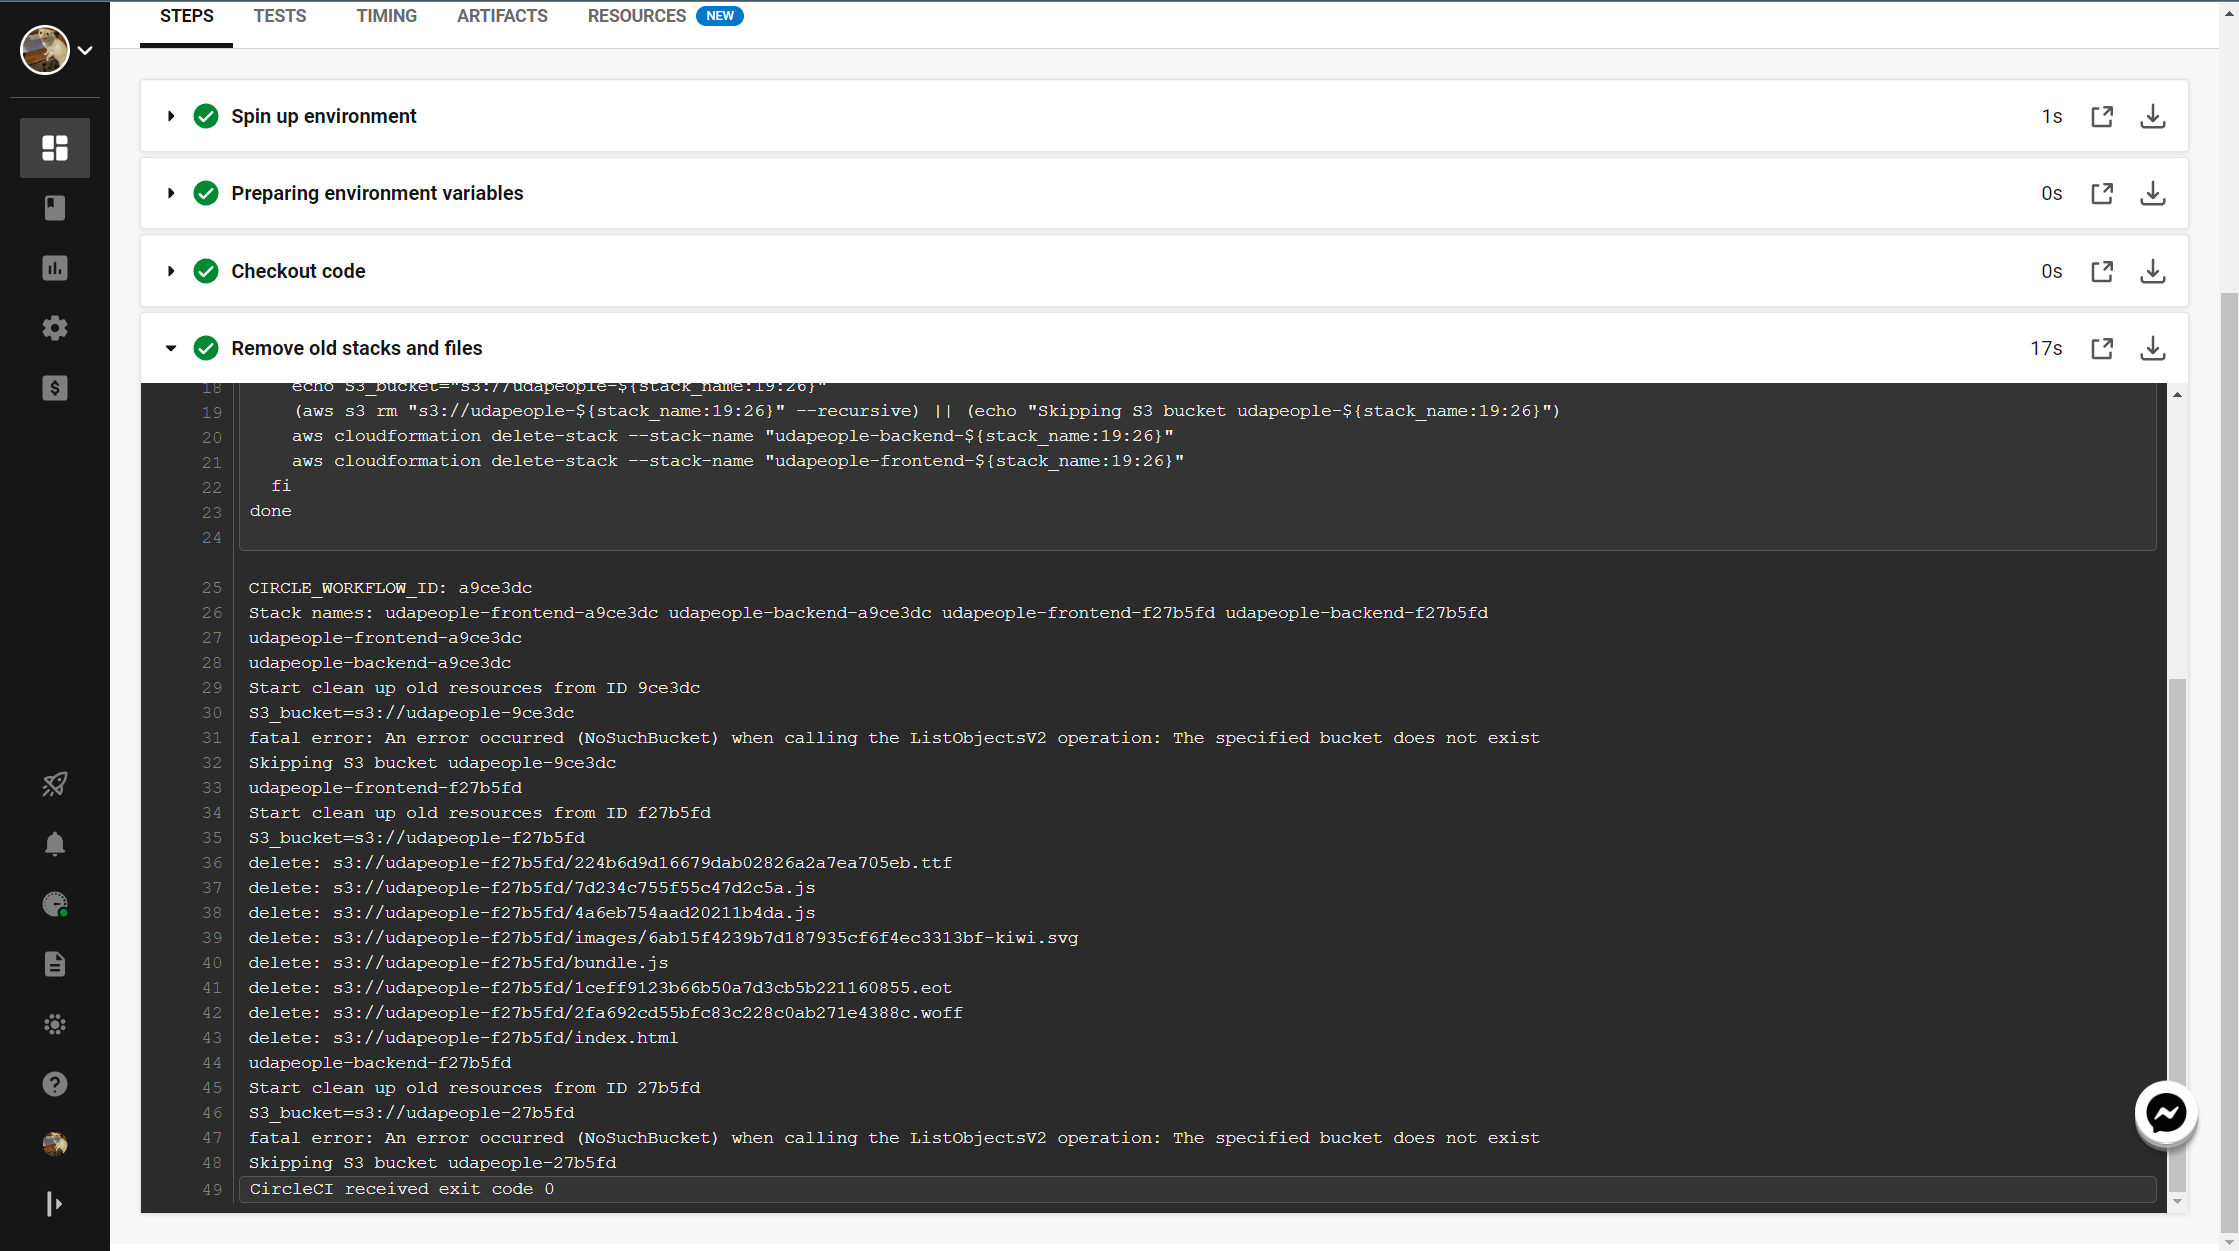 STEPS TESTS TIMING ARTIFACTS RESOURCES NEW
Spin up environment 1s
Preparing environment variables 0s
Checkout code 0s
Remove old stacks and files 17s
18 echo S3_bucket="s3://udapeople-${stack_name:19:26}"
19 (aws s3 rm "s3://udapeople-${stack_name:19:26}" --recursive) || (echo "Skipping S3 bucket udapeople-${stack_name:19:26}")
20 aws cloudformation delete-stack --stack-name "udapeople-backend-${stack_name:19:26}"
21 aws cloudformation delete-stack --stack-name "udapeople-frontend-${stack_name:19:26}"
22 fi
23 done
24
25 CIRCLE_WORKFLOW_ID: a9ce3dc
26 Stack names: udapeople-frontend-a9ce3dc udapeople-backend-a9ce3dc udapeople-frontend-f27b5fd udapeople-backend-f27b5fd
27 udapeople-frontend-a9ce3dc
28 udapeople-backend-a9ce3dc
29 Start clean up old resources from ID 9ce3dc
30 S3_bucket=s3://udapeople-9ce3dc
31 fatal error: An error occurred (NoSuchBucket) when calling the ListObjectsV2 operation: The specified bucket does not exist
32 Skipping S3 bucket udapeople-9ce3dc
33 udapeople-frontend-f27b5fd
34 Start clean up old resources from ID f27b5fd
35 S3_bucket=s3://udapeople-f27b5fd
36 delete: s3://udapeople-f27b5fd/224b6d9d16679dab02826a2a7ea705eb.ttf
37 delete: s3://udapeople-f27b5fd/7d234c755f55c47d2c5a.js
38 delete: s3://udapeople-f27b5fd/4a6eb754aad20211b4da.js
39 delete: s3://udapeople-f27b5fd/images/6ab15f4239b7d187935cf6f4ec3313bf-kiwi.svg
40 delete: s3://udapeople-f27b5fd/bundle.js
41 delete: s3://udapeople-f27b5fd/1ceff9123b66b50a7d3cb5b221160855.eot
42 delete: s3://udapeople-f27b5fd/2fa692cd55bfc83c228c0ab271e4388c.woff
43 delete: s3://udapeople-f27b5fd/index.html
44 udapeople-backend-f27b5fd
45 Start clean up old resources from ID 27b5fd
46 S3_bucket=s3://udapeople-27b5fd
47 fatal error: An error occurred (NoSuchBucket) when calling the ListObjectsV2 operation: The specified bucket does not exist
48 Skipping S3 bucket udapeople-27b5fd
49 CircleCI received exit code 0